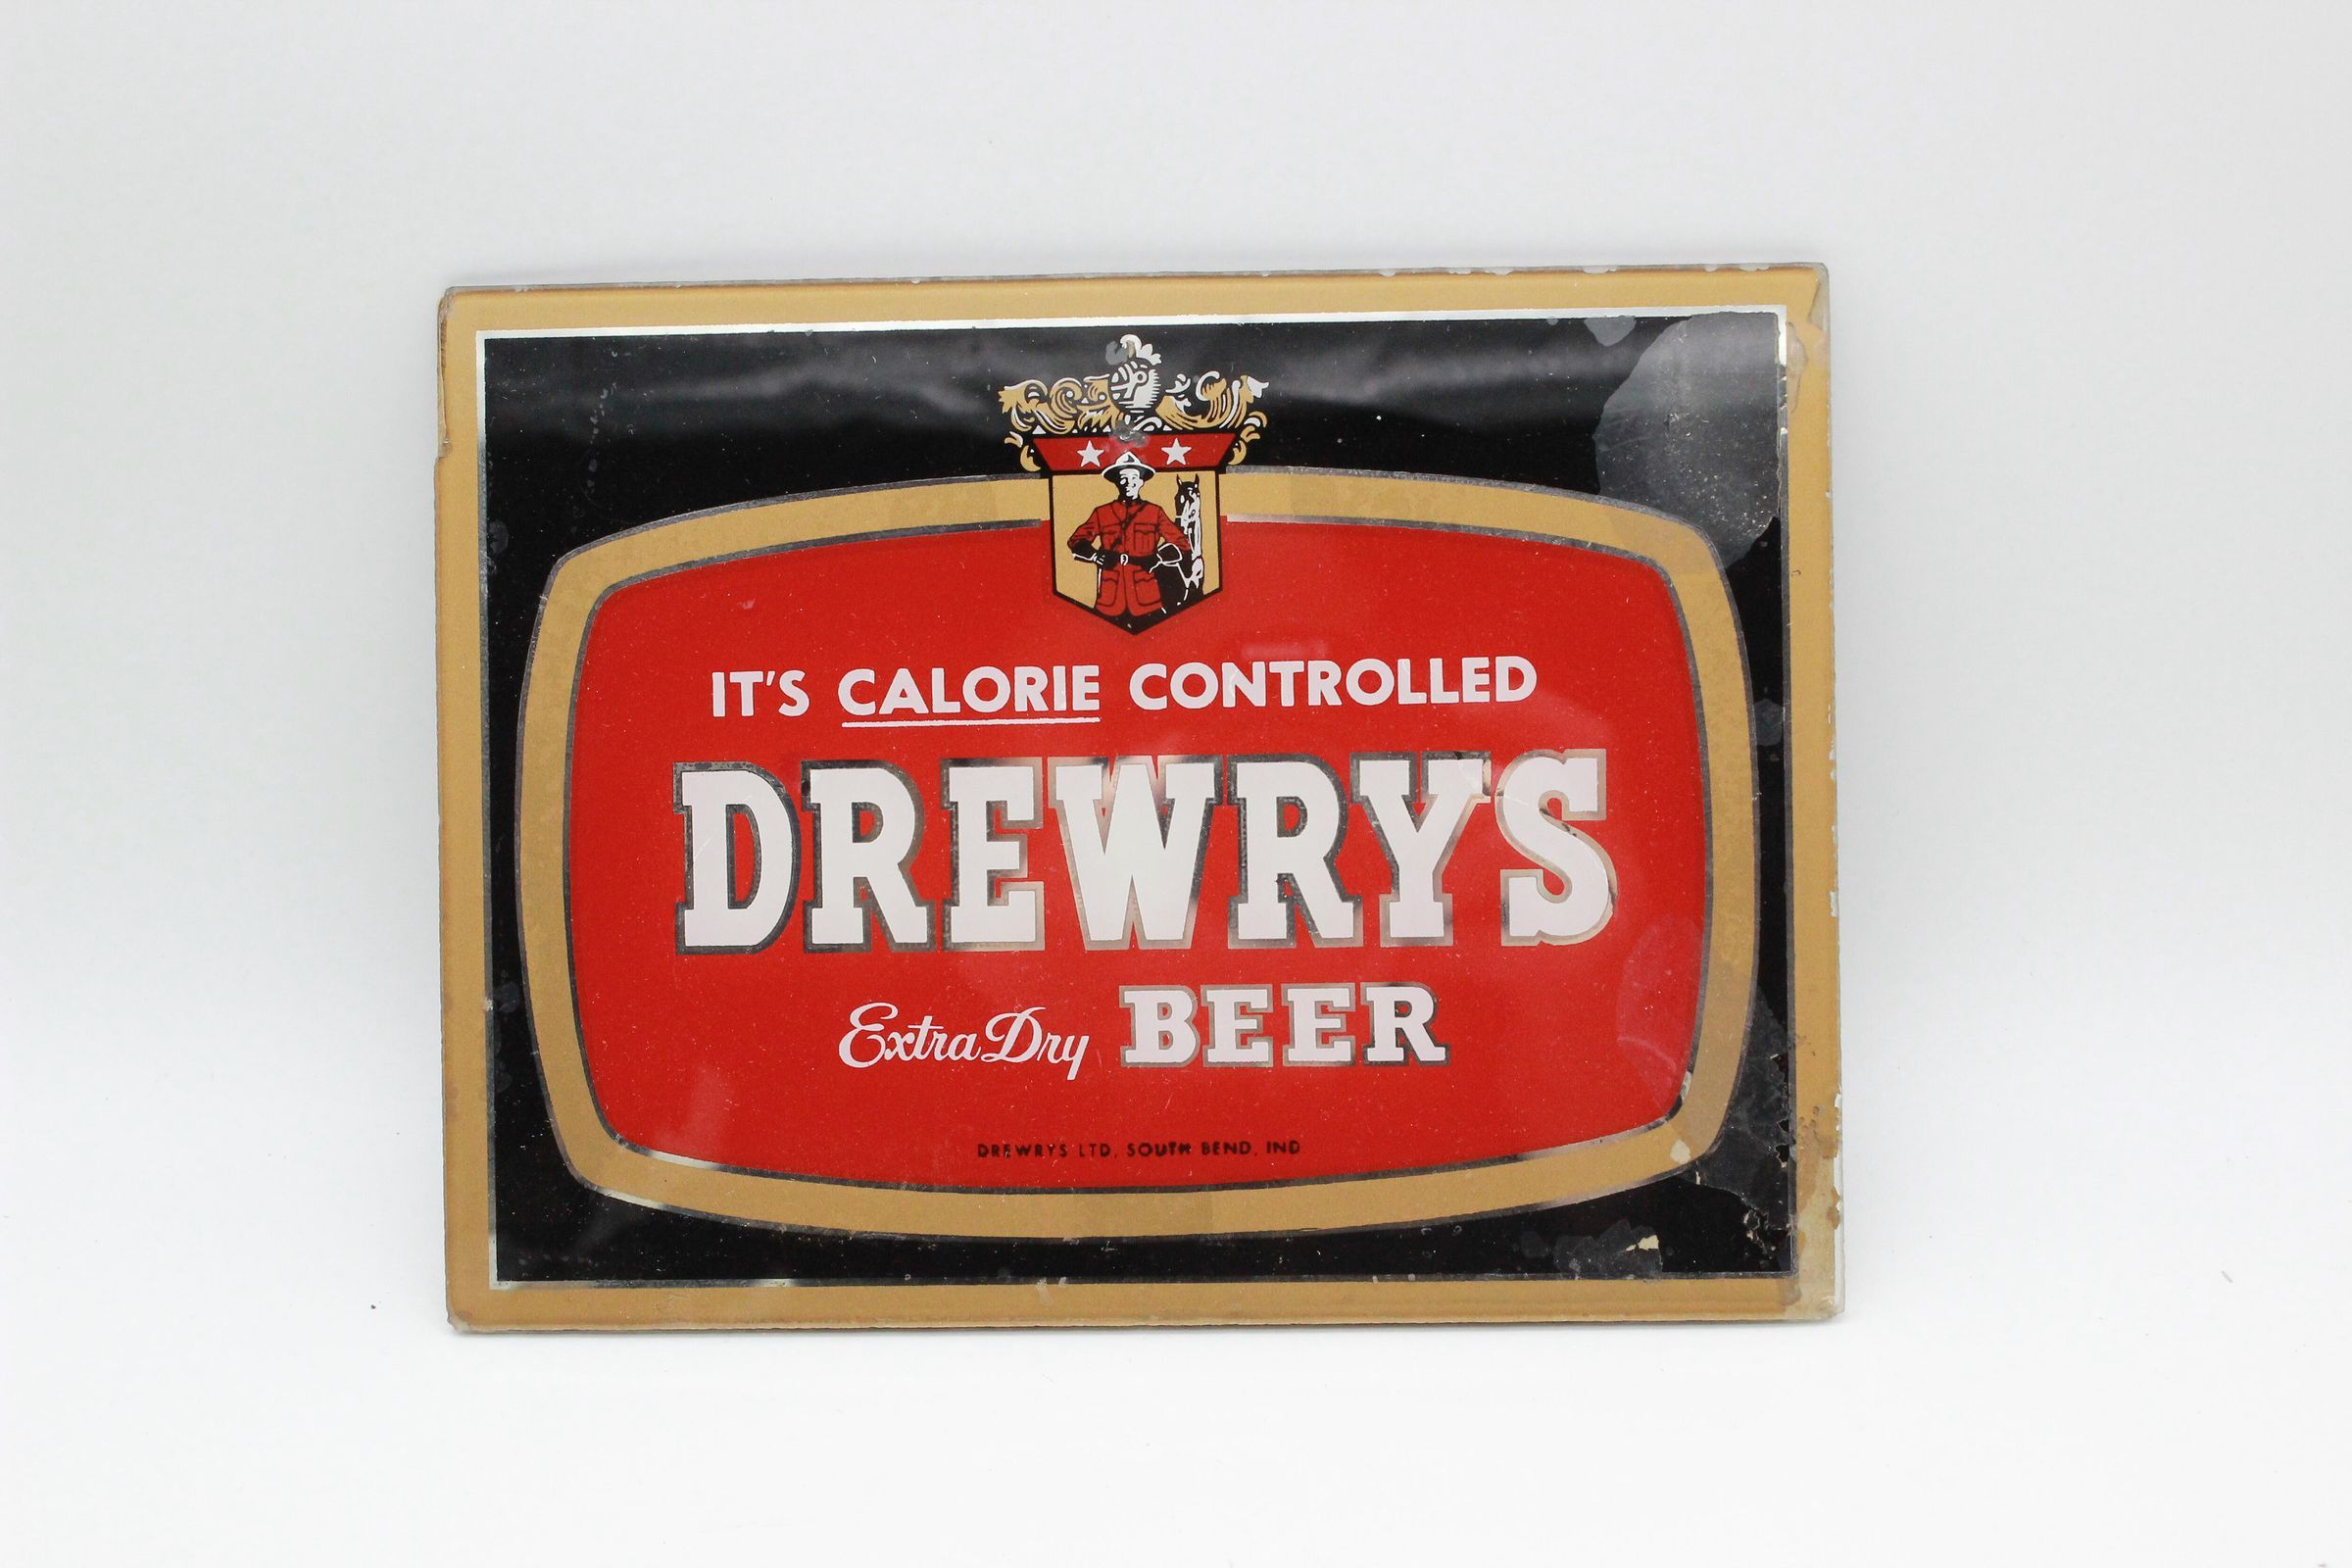 IT'S CALORIE CONTROLLED
DREWRYS
Extra Dry BEER
DREWRYS LTD. SOUTH BEND, IND